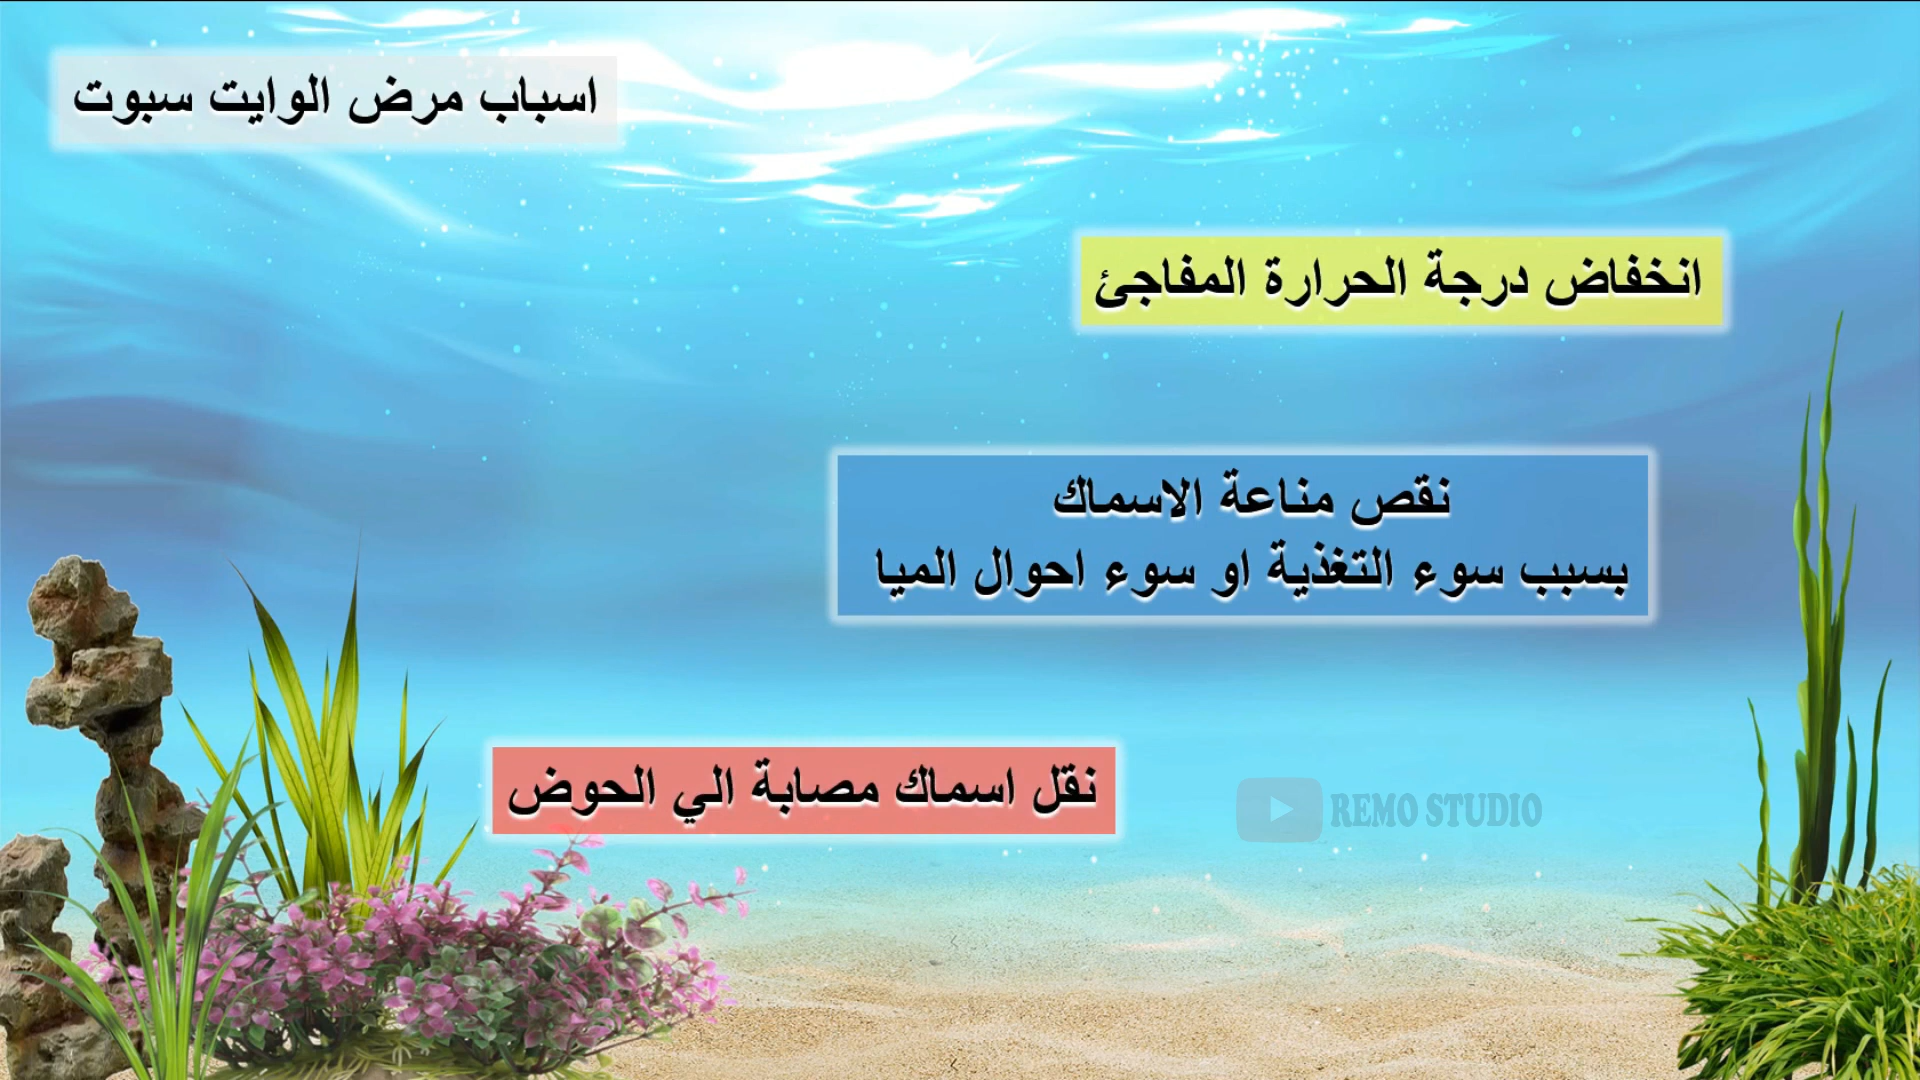 اسباب مرض الوايت سبوت
انخفاض درجة الحرارة المفاجئ
نقص مناعة الاسماك
بسبب سوء التغذية او سوء احوال الميا
نقل اسماك مصابة الي الحوض
REMO STUDIO